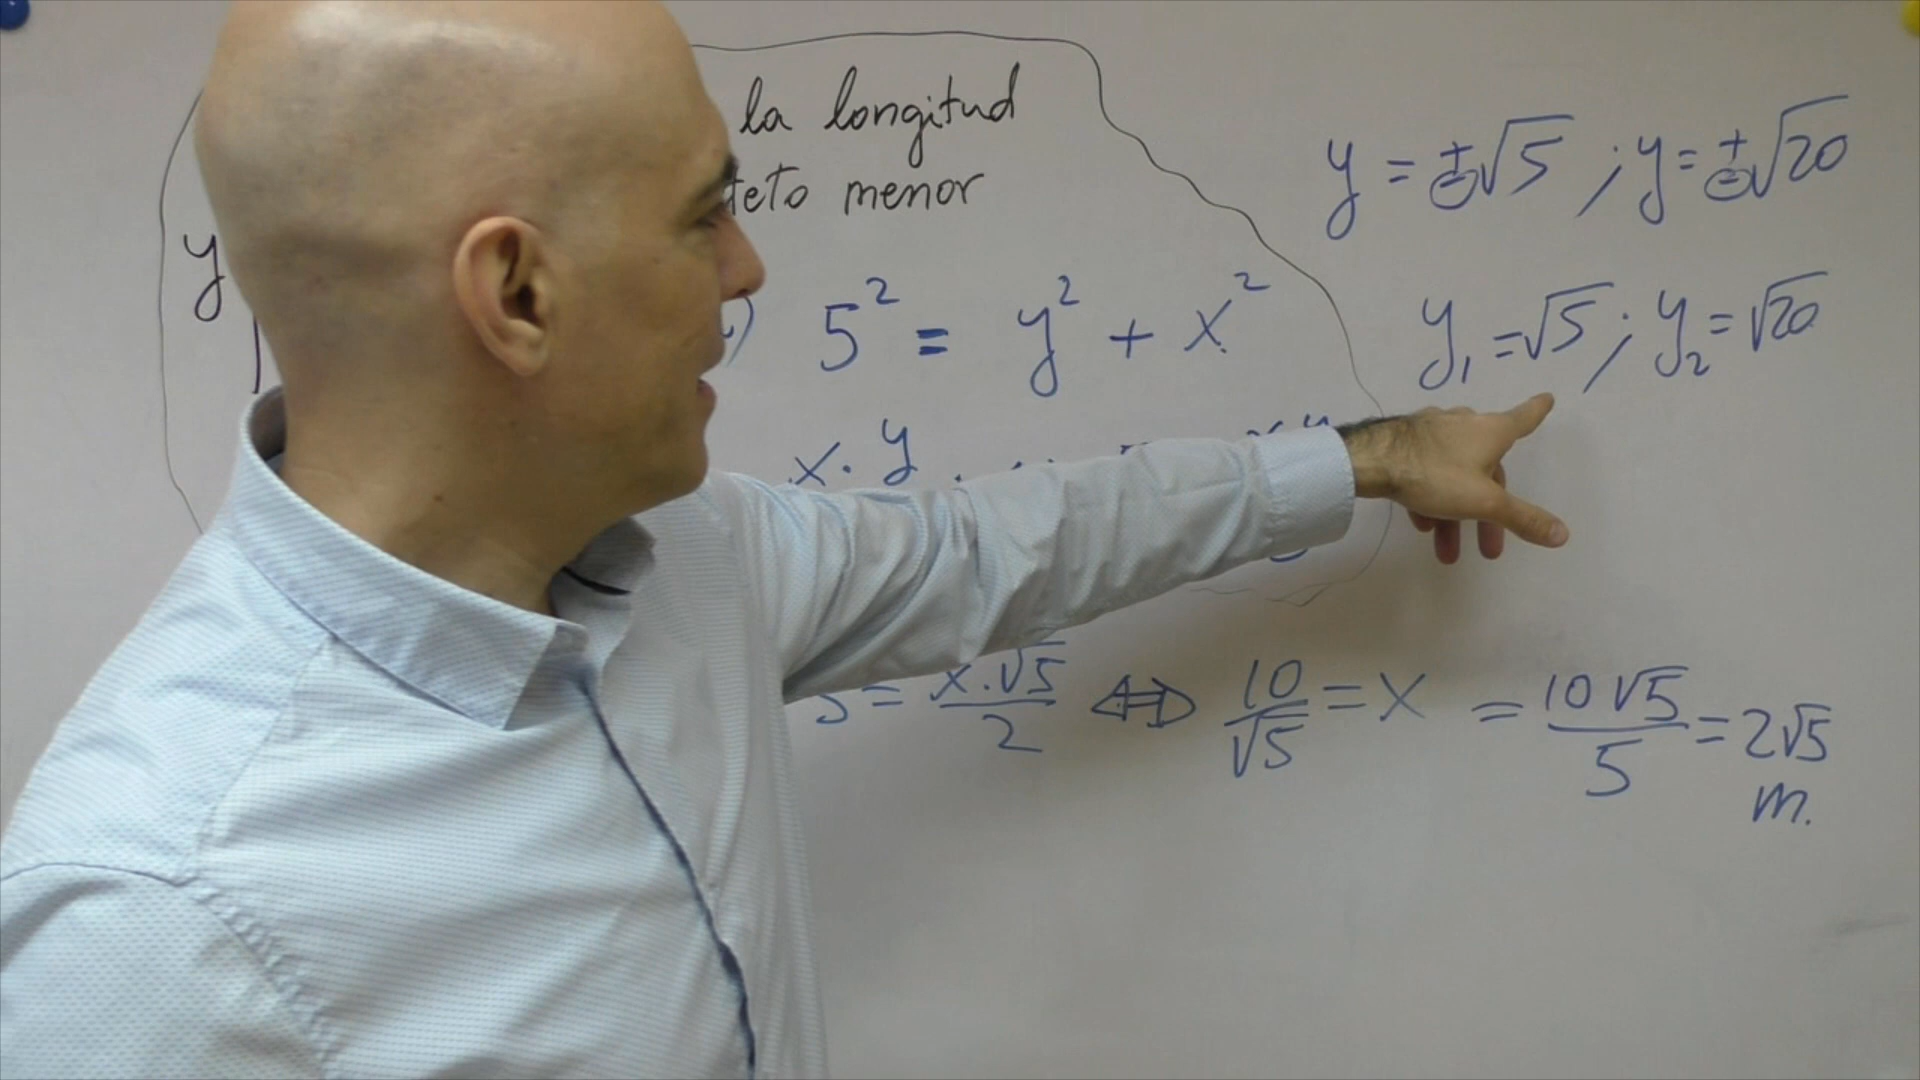 la longitud
menor
y = ±√5 ; y = ±√20
y
5² = y² + x²
y₁ = √5 ; y₂ = √20
x · y
5 = x·√5/2 ⇔ 10/√5 = x = 10√5/5 = 2√5
m.